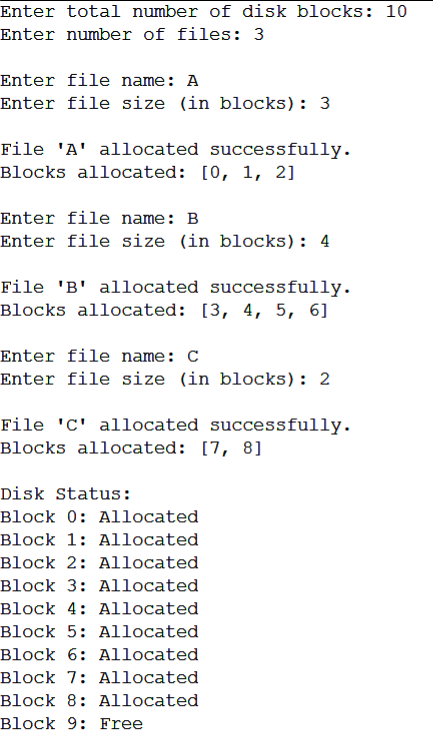 Enter total number of disk blocks: 10
Enter number of files: 3
Enter file name: A
Enter file size (in blocks): 3
File 'A' allocated successfully.
Blocks allocated: [0, 1, 2]
Enter file name: B
Enter file size (in blocks): 4
File 'B' allocated successfully.
Blocks allocated: [3, 4, 5, 6]
Enter file name: C
Enter file size (in blocks): 2
File 'C' allocated successfully.
Blocks allocated: [7, 8]
Disk Status:
Block 0: Allocated
Block 1: Allocated
Block 2: Allocated
Block 3: Allocated
Block 4: Allocated
Block 5: Allocated
Block 6: Allocated
Block 7: Allocated
Block 8: Allocated
Block 9: Free